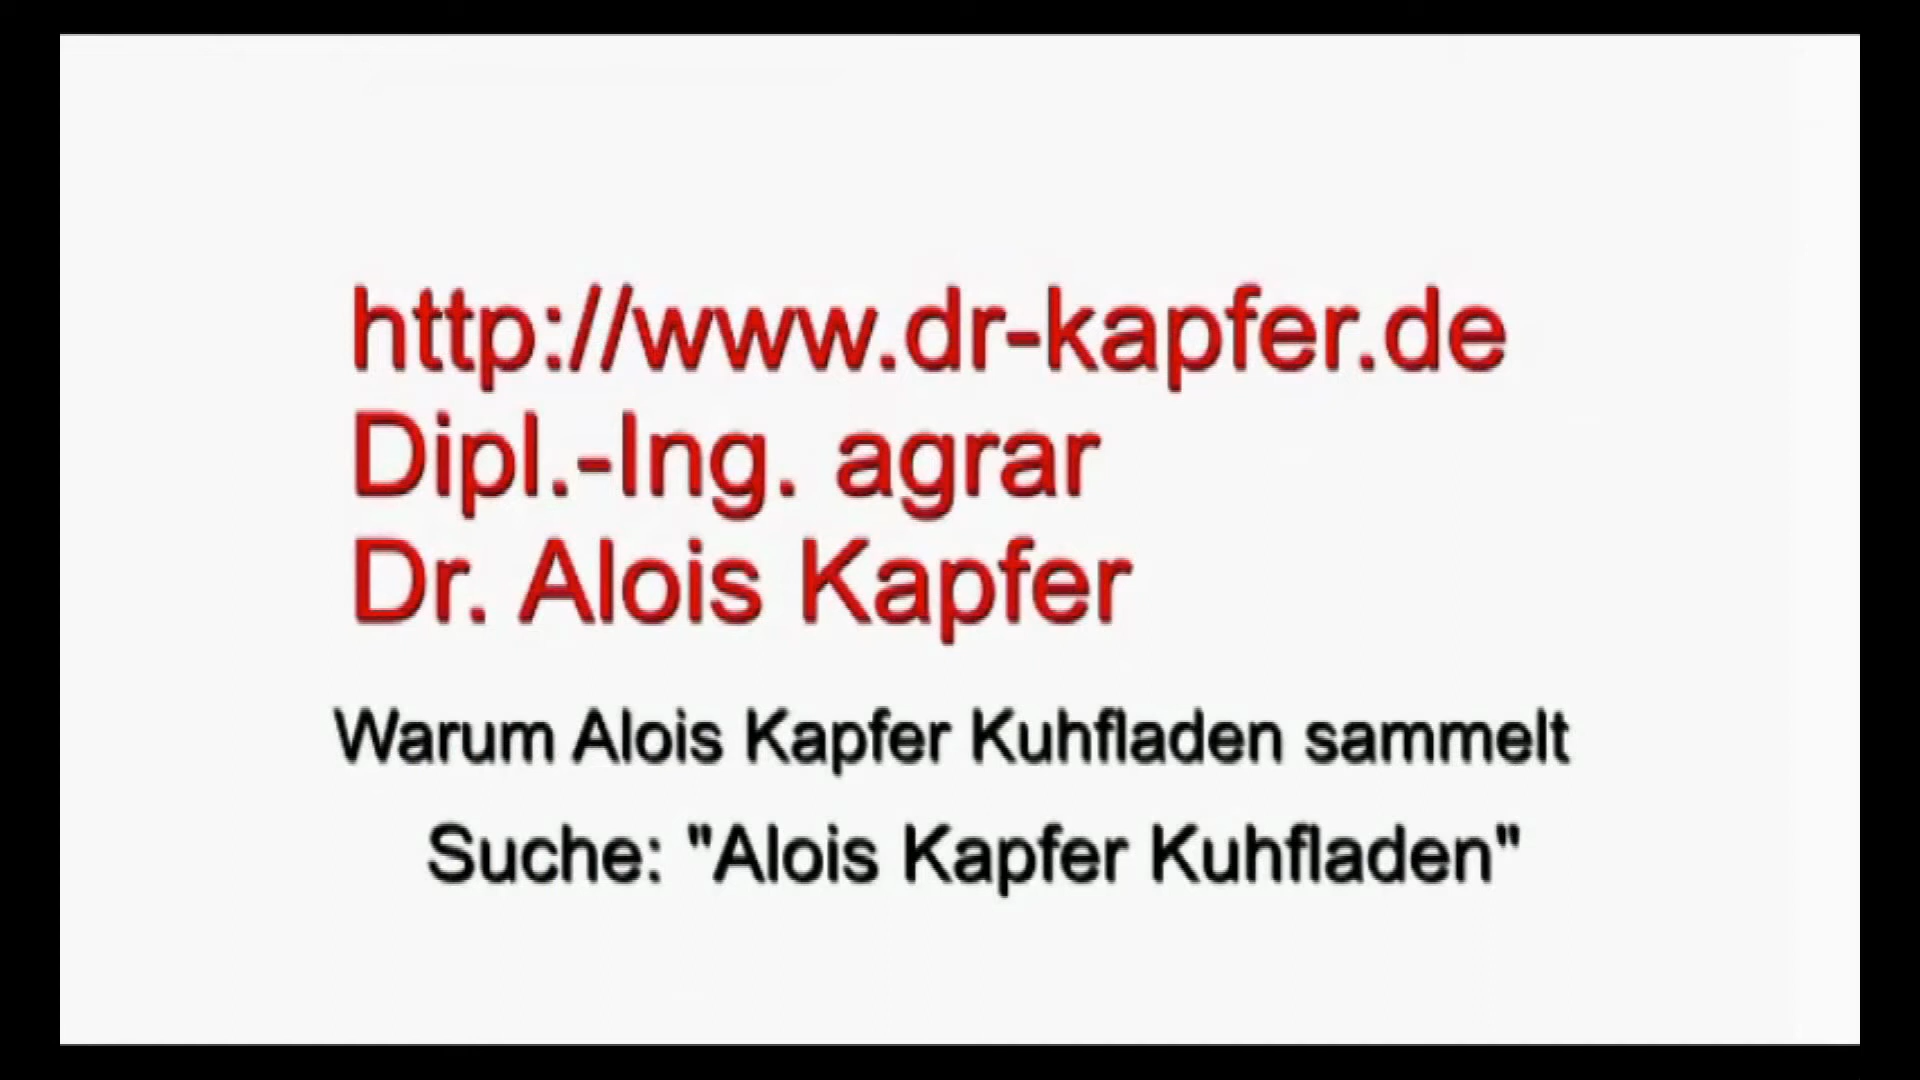 http://www.dr-kapfer.de
Dipl.-Ing. agrar
Dr. Alois Kapfer
Warum Alois Kapfer Kuhfladen sammelt
Suche: "Alois Kapfer Kuhfladen"